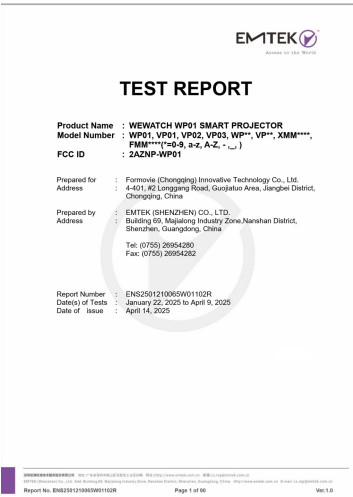 EMTEK
Access to the World
TEST REPORT
Product Name : WEWATCH WP01 SMART PROJECTOR
Model Number : WP01, VP01, VP02, VP03, WP**, VP**, XMM****,
FMM****(*=0-9, a-z, A-Z, - ,_, )
FCC ID : 2AZNP-WP01
Prepared for : Formovie (Chongqing) Innovative Technology Co., Ltd.
Address : 4-401, #2 Longgang Road, Guojiatuo Area, Jiangbei District,
Chongqing, China
Prepared by : EMTEK (SHENZHEN) CO., LTD.
Address : Building 69, Majialong Industry Zone,Nanshan District,
Shenzhen, Guangdong, China
Tel: (0755) 26954280
Fax: (0755) 26954282
Report Number : ENS2501210065W01102R
Date(s) of Tests : January 22, 2025 to April 9, 2025
Date of issue : April 14, 2025
Report No. ENS2501210065W01102R Page 1 of 90 Ver.1.0